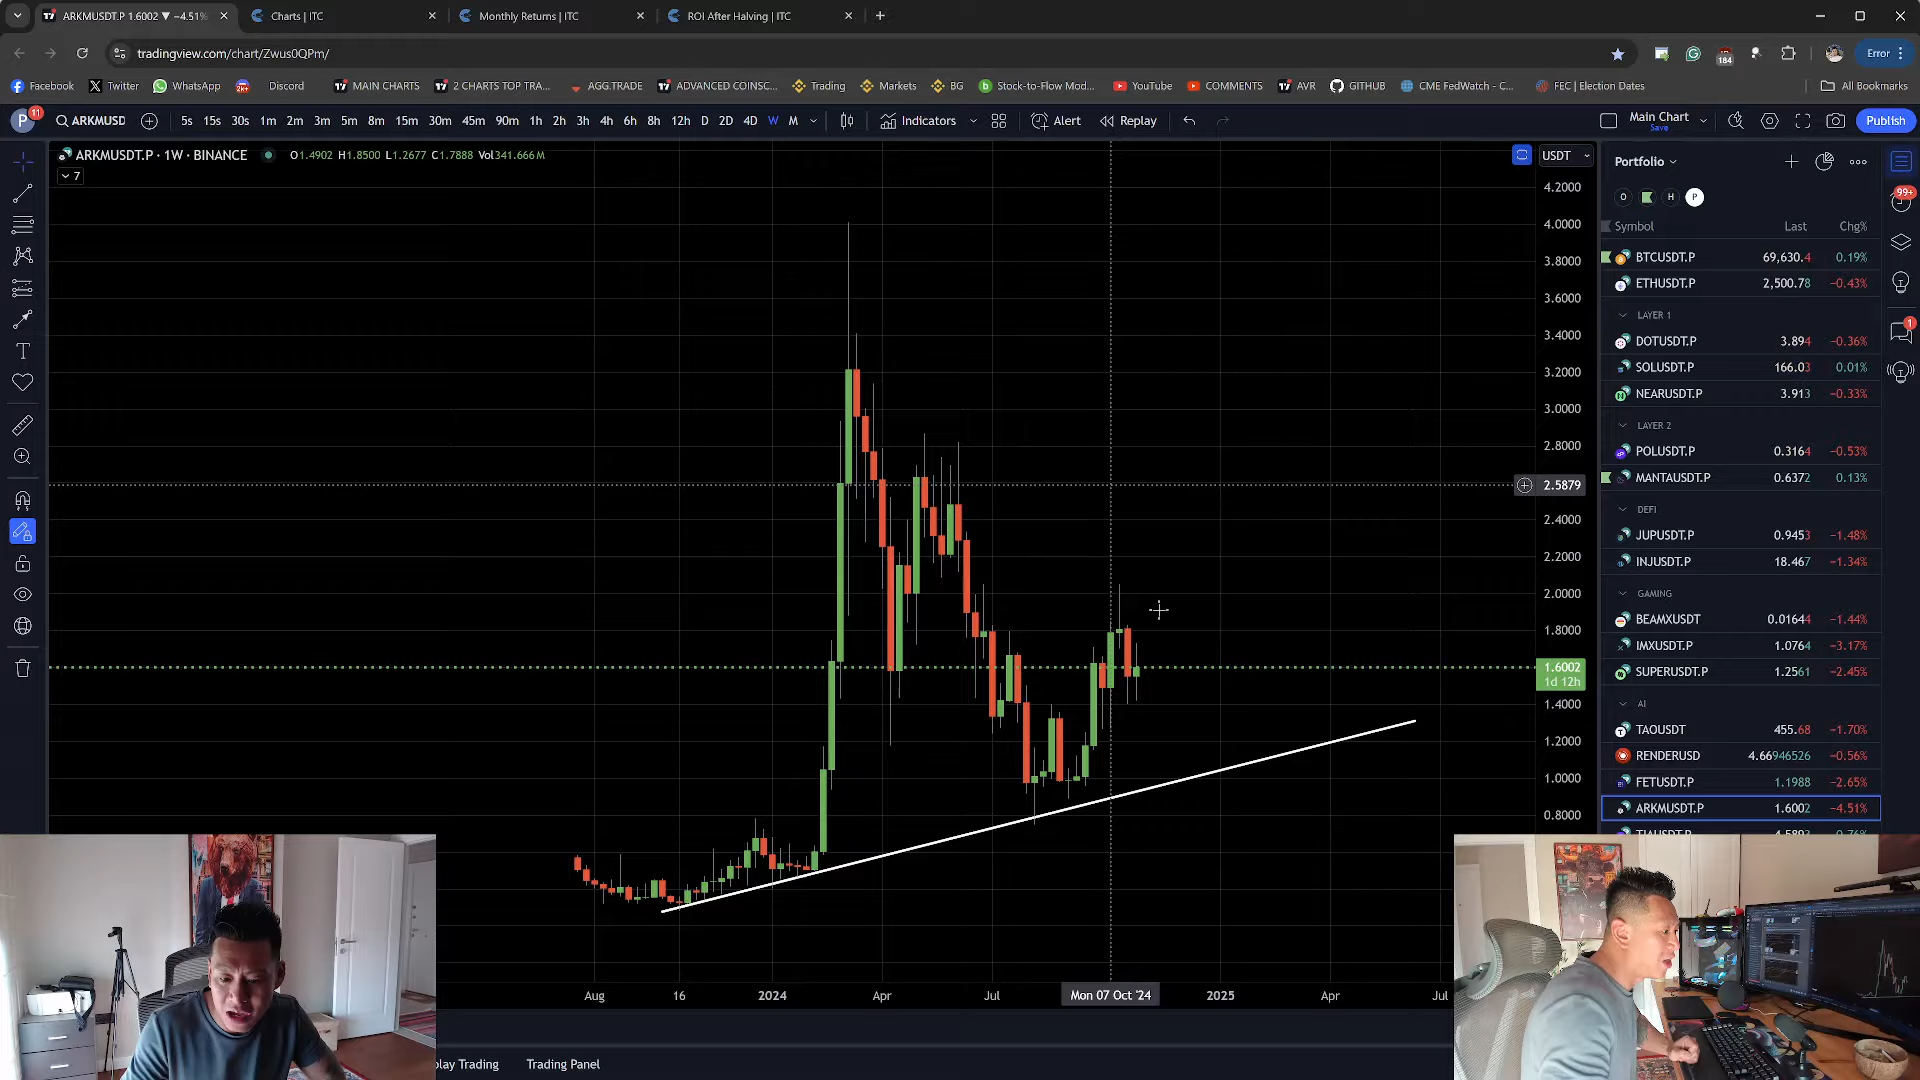 ARKMUSDT.P 1.6002 ▼ −4.51%
Charts | ITC
Monthly Returns | ITC
ROI After Halving | ITC
tradingview.com/chart/Zwus0QPm/
184
Error
Facebook
Twitter
WhatsApp
2K+
Discord
MAIN CHARTS
2 CHARTS TOP TRA...
AGG.TRADE
ADVANCED COINSC...
Trading
Markets
BG
Stock-to-Flow Mod...
YouTube
COMMENTS
AVR
GITHUB
CME FedWatch - C...
FEC | Election Dates
All Bookmarks
P
11
ARKMUSD
5s 15s 30s 1m 2m 3m 5m 8m 15m 30m 45m 90m 1h 2h 3h 4h 6h 8h 12h D 2D 4D W M
Indicators
Alert
Replay
Main Chart
Save
Publish
ARKMUSDT.P · 1W · BINANCE
O1.4902 H1.8500 L1.2677 C1.7888 Vol341.666 M
7
USDT
4.2000
4.0000
3.8000
3.6000
3.4000
3.2000
3.0000
2.8000
2.5879
2.4000
2.2000
2.0000
1.8000
1.6002
1d 12h
1.4000
1.2000
1.0000
0.8000
Aug
16
2024
Apr
Jul
Mon 07 Oct '24
2025
Apr
Jul
Portfolio
O
H
P
99+
1
Symbol Last Chg%
BTCUSDT.P 69,630.4 0.19%
ETHUSDT.P 2,500.78 −0.43%
LAYER 1
DOTUSDT.P 3.894 −0.36%
SOLUSDT.P 166.03 0.01%
NEARUSDT.P 3.913 −0.33%
LAYER 2
POLUSDT.P 0.3164 −0.53%
MANTAUSDT.P 0.6372 0.13%
DEFI
JUPUSDT.P 0.9453 −1.48%
INJUSDT.P 18.467 −1.34%
GAMING
BEAMXUSDT 0.01644 −1.44%
IMXUSDT.P 1.0764 −3.17%
SUPERUSDT.P 1.2561 −2.45%
AI
TAOUSDT 455.68 −1.70%
RENDERUSD 4.66946526 −0.56%
FETUSDT.P 1.1988 −2.65%
ARKMUSDT.P 1.6002 −4.51%
play Trading
Trading Panel